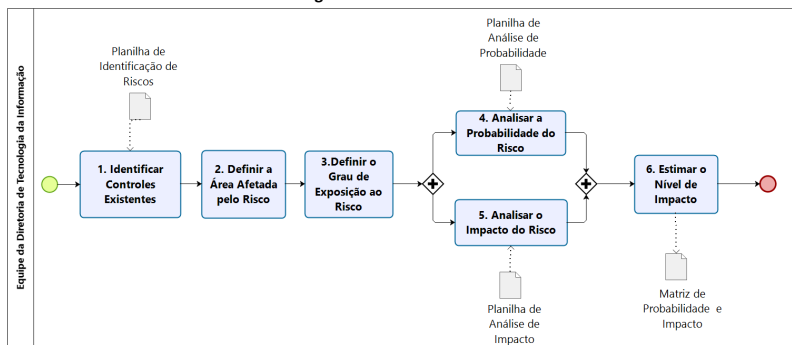 Equipe da Diretoria de Tecnologia da Informação
Planilha de
Identificação de
Riscos
1. Identificar
Controles
Existentes
2. Definir a
Área Afetada
pelo Risco
3.Definir o
Grau de
Exposição ao
Risco
Planilha de
Análise de
Probabilidade
4. Analisar a
Probabilidade do
Risco
5. Analisar o
Impacto do Risco
Planilha de
Análise de
Impacto
6. Estimar o
Nível de
Impacto
Matriz de
Probabilidade e
Impacto